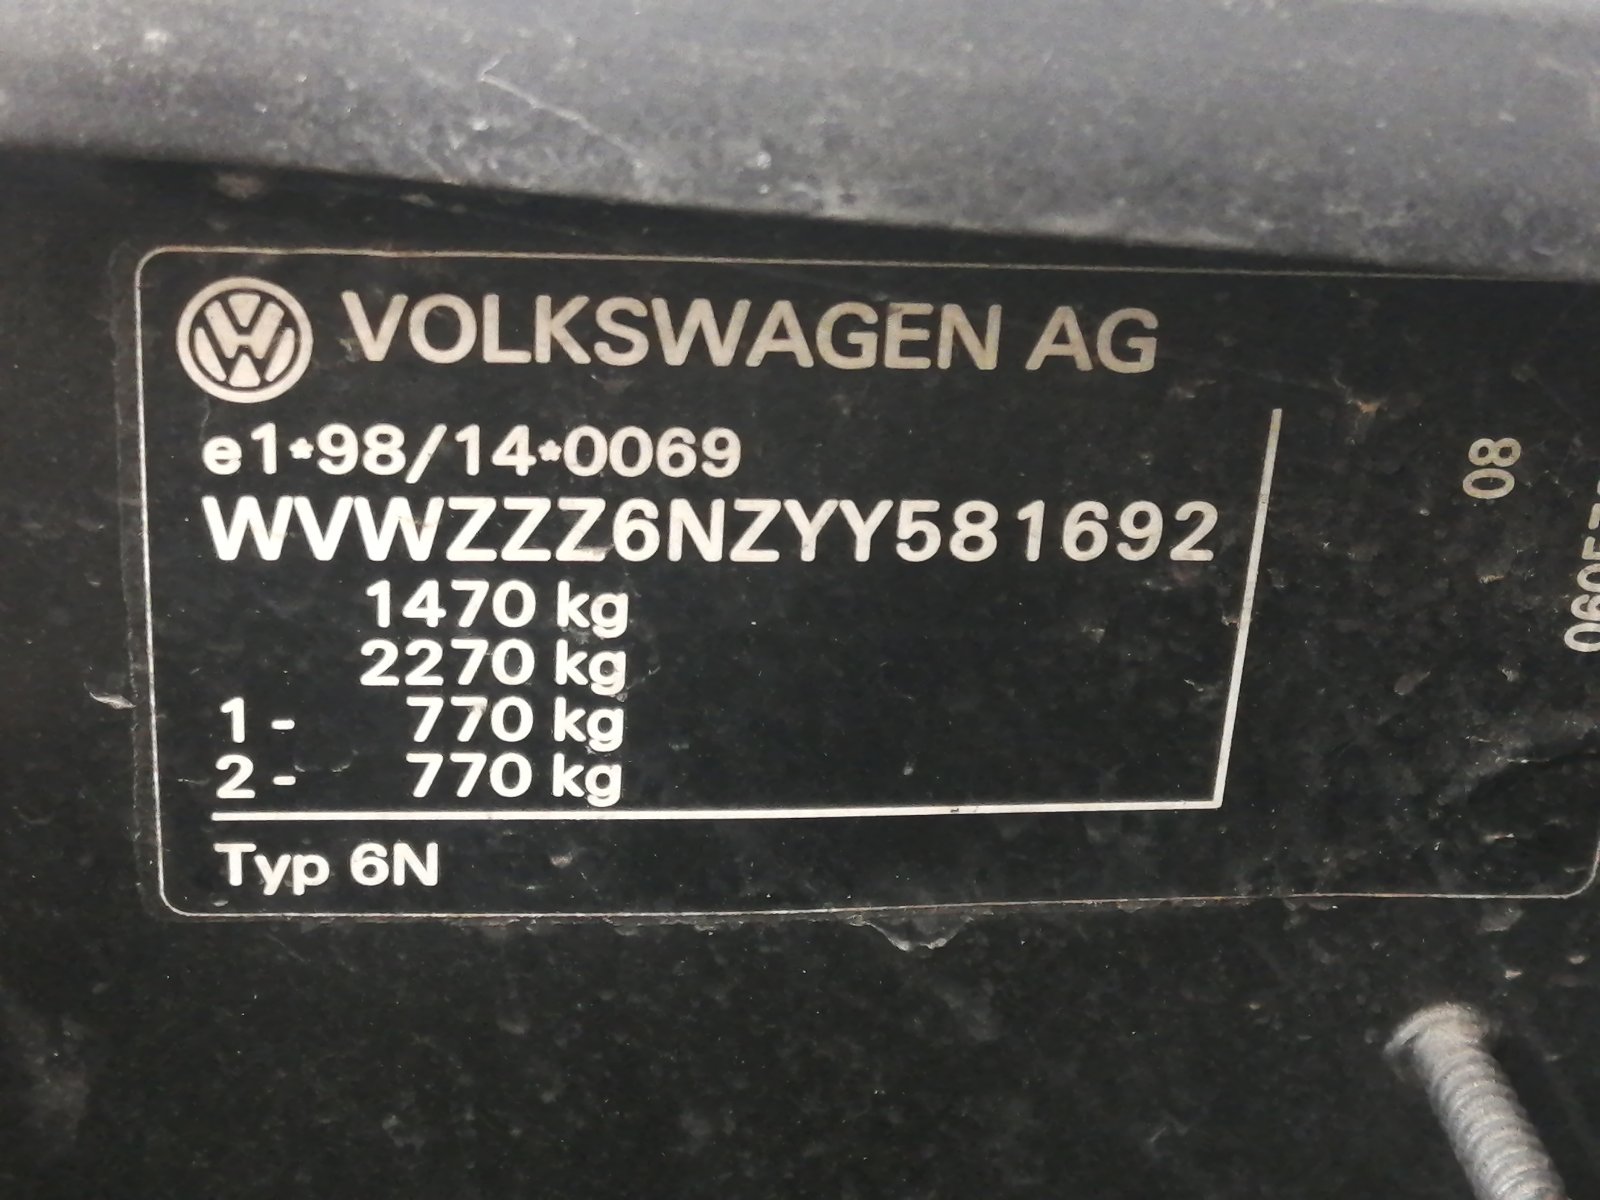 VOLKSWAGEN AG
e1*98/14*0069
WVWZZZ6NZYY581692
1470 kg
2270 kg
1 - 770 kg
2 - 770 kg
Typ 6N
08